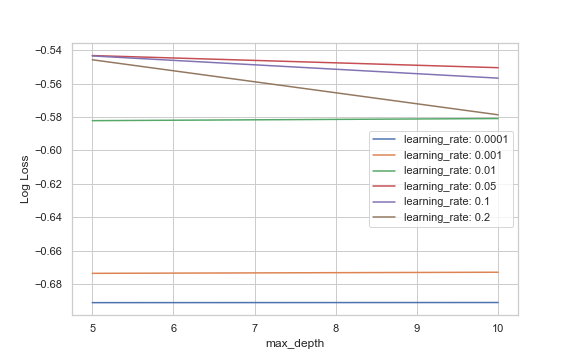 −0.54
−0.56
−0.58
−0.60
−0.62
−0.64
−0.66
−0.68
Log Loss
learning_rate: 0.0001
learning_rate: 0.001
learning_rate: 0.01
learning_rate: 0.05
learning_rate: 0.1
learning_rate: 0.2
5 6 7 8 9 10
max_depth